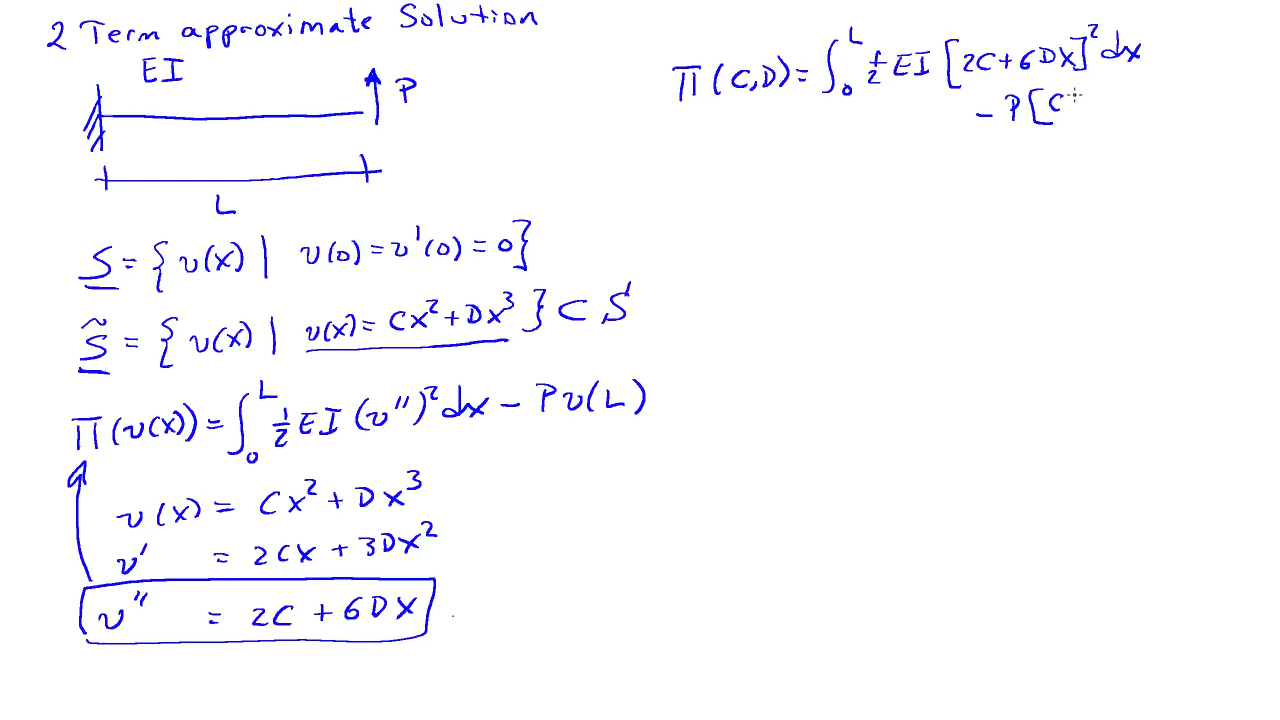 2 Term approximate Solution
EI
P
L
S = { v(x) | v(0) = v'(0) = 0 }
S̃ = { v(x) | v(x) = Cx² + Dx³ } ⊂ S
Π(v(x)) = ∫₀ᴸ ½ EI (v'')² dx - P v(L)
v(x) = Cx² + Dx³
v' = 2Cx + 3Dx²
v'' = 2C + 6Dx
Π(C,D) = ∫₀ᴸ ½ EI [2C + 6Dx]² dx
- P[C